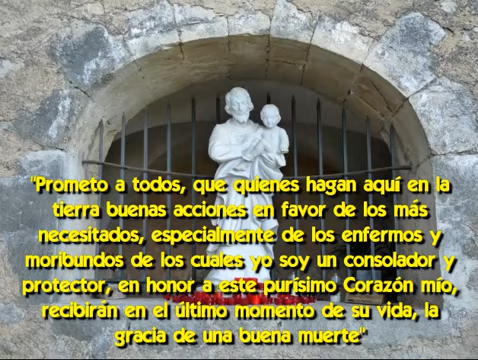 "Prometo a todos, que quienes hagan aquí en la
tierra buenas acciones en favor de los más
necesitados, especialmente de los enfermos y
moribundos de los cuales yo soy un consolador y
protector, en honor a este purísimo Corazón mío,
recibirán en el último momento de su vida, la
gracia de una buena muerte"